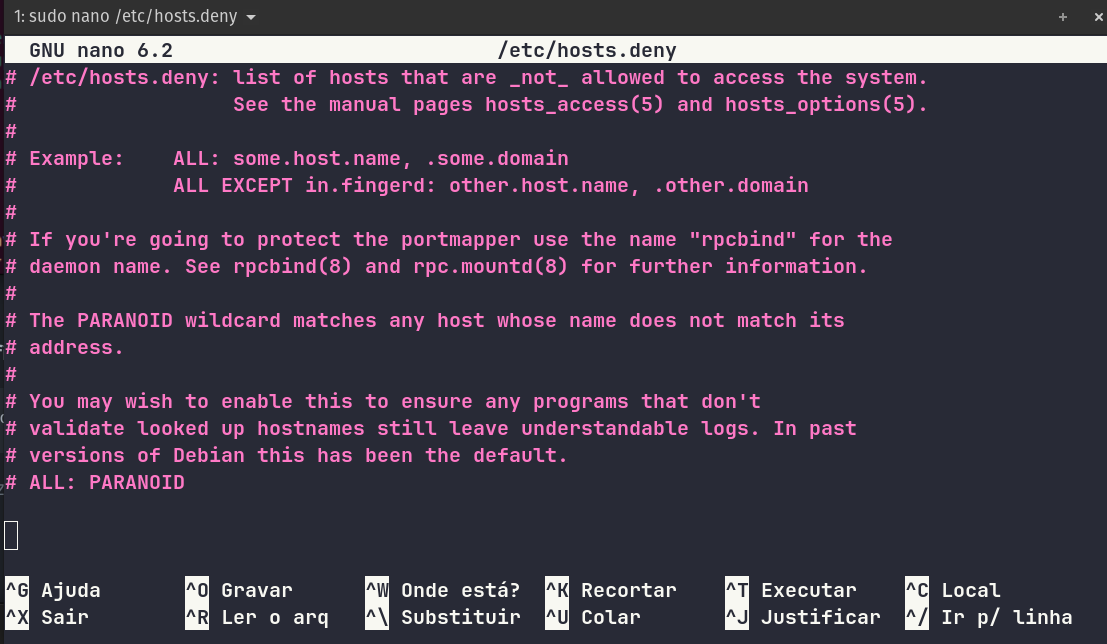 1: sudo nano /etc/hosts.deny
GNU nano 6.2 /etc/hosts.deny
# /etc/hosts.deny: list of hosts that are _not_ allowed to access the system.
# See the manual pages hosts_access(5) and hosts_options(5).
#
# Example: ALL: some.host.name, .some.domain
# ALL EXCEPT in.fingerd: other.host.name, .other.domain
#
# If you're going to protect the portmapper use the name "rpcbind" for the
# daemon name. See rpcbind(8) and rpc.mountd(8) for further information.
#
# The PARANOID wildcard matches any host whose name does not match its
# address.
#
# You may wish to enable this to ensure any programs that don't
# validate looked up hostnames still leave understandable logs. In past
# versions of Debian this has been the default.
# ALL: PARANOID
^G Ajuda ^O Gravar ^W Onde está? ^K Recortar ^T Executar ^C Local
^X Sair ^R Ler o arq ^\ Substituir ^U Colar ^J Justificar ^/ Ir p/ linha